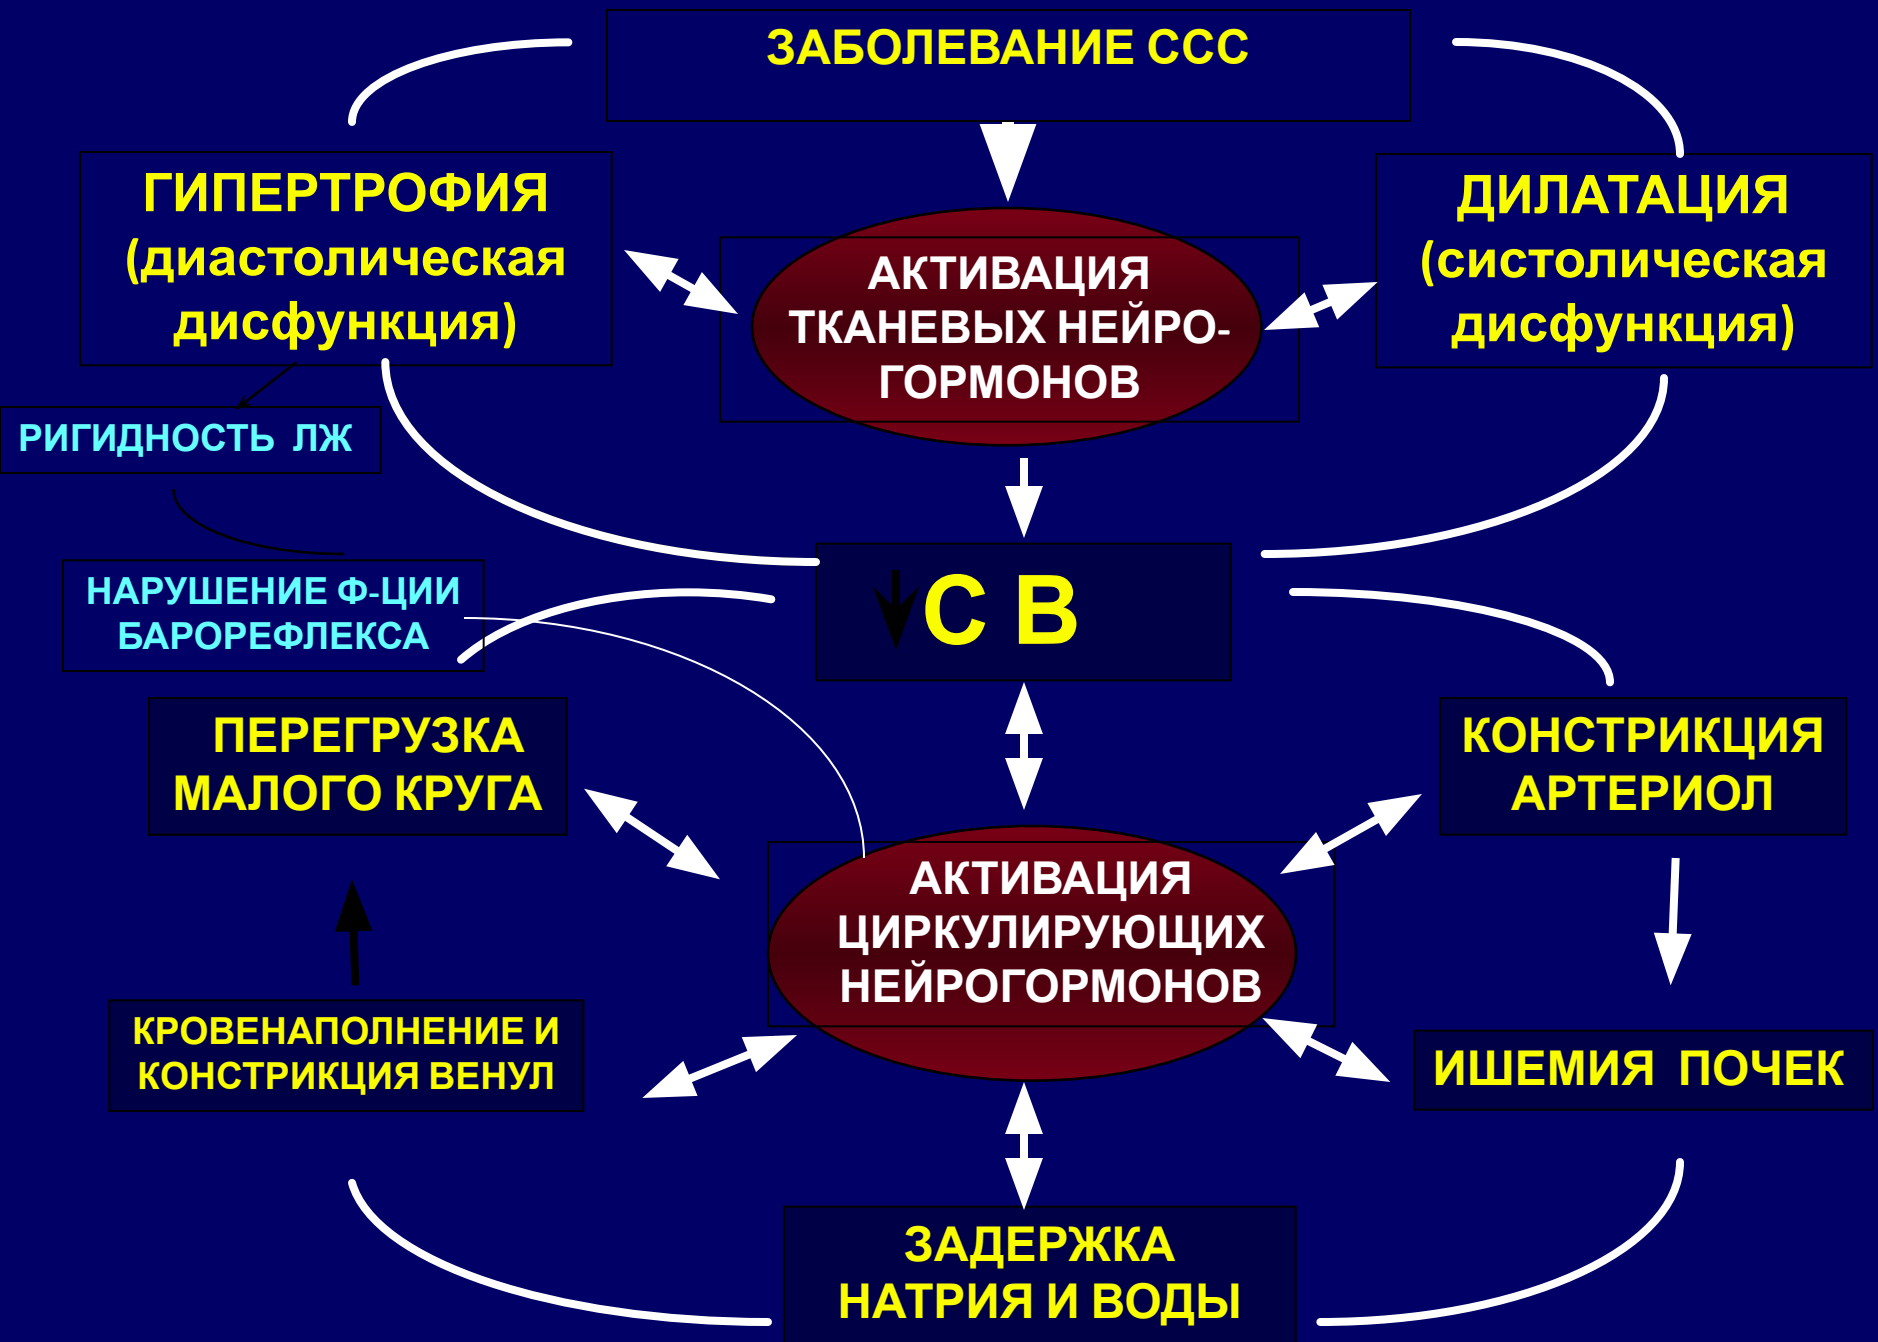 ЗАБОЛЕВАНИЕ ССС
ГИПЕРТРОФИЯ
(диастолическая
дисфункция)
АКТИВАЦИЯ
ТКАНЕВЫХ НЕЙРО-
ГОРМОНОВ
ДИЛАТАЦИЯ
(систолическая
дисфункция)
РИГИДНОСТЬ ЛЖ
НАРУШЕНИЕ Ф-ЦИИ
БАРОРЕФЛЕКСА
С В
ПЕРЕГРУЗКА
МАЛОГО КРУГА
КОНСТРИКЦИЯ
АРТЕРИОЛ
АКТИВАЦИЯ
ЦИРКУЛИРУЮЩИХ
НЕЙРОГОРМОНОВ
КРОВЕНАПОЛНЕНИЕ И
КОНСТРИКЦИЯ ВЕНУЛ
ИШЕМИЯ ПОЧЕК
ЗАДЕРЖКА
НАТРИЯ И ВОДЫ